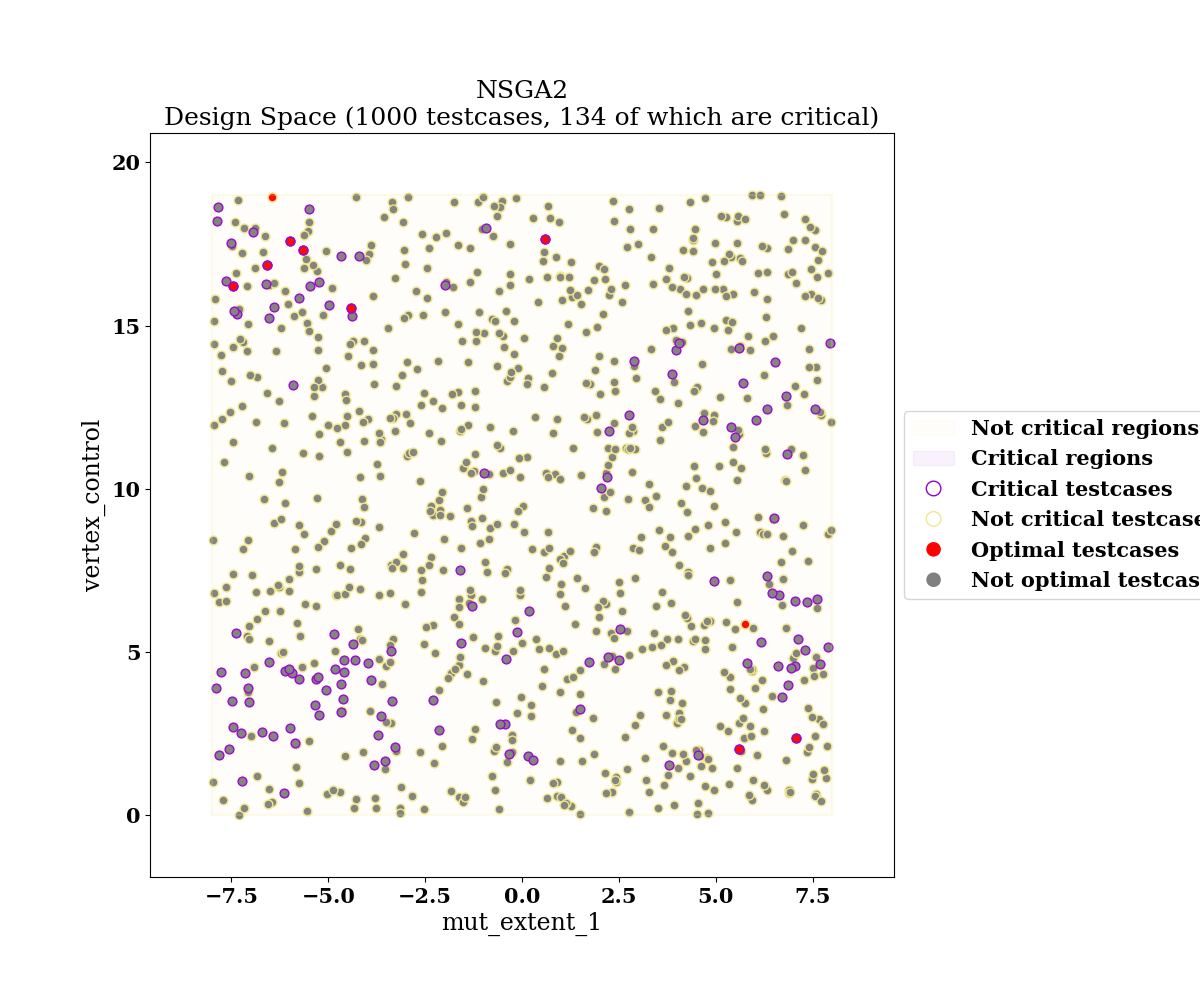 NSGA2
Design Space (1000 testcases, 134 of which are critical)
20
15
10
5
0
vertex_control
−7.5 −5.0 −2.5 0.0 2.5 5.0 7.5
mut_extent_1
Not critical regions
Critical regions
Critical testcases
Not critical testcase
Optimal testcases
Not optimal testcas